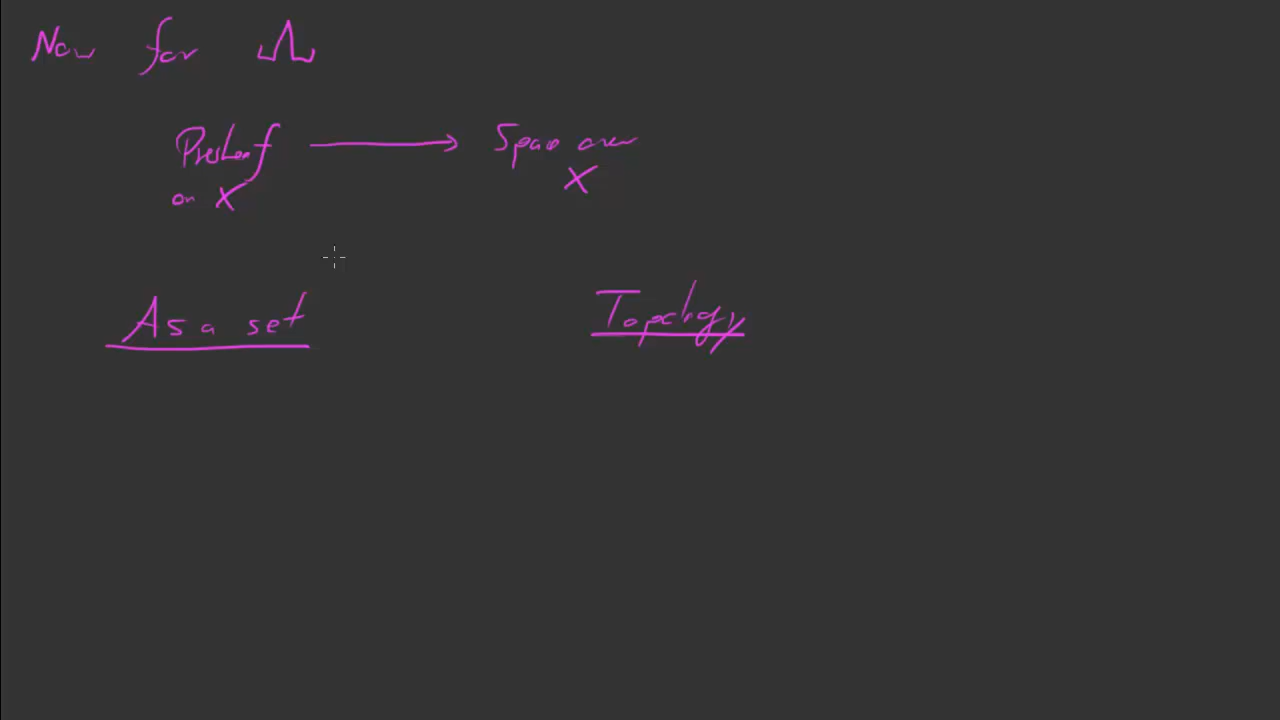 Now for Λ
Presheaf ⟶ Space over
on X X
As a set Topology